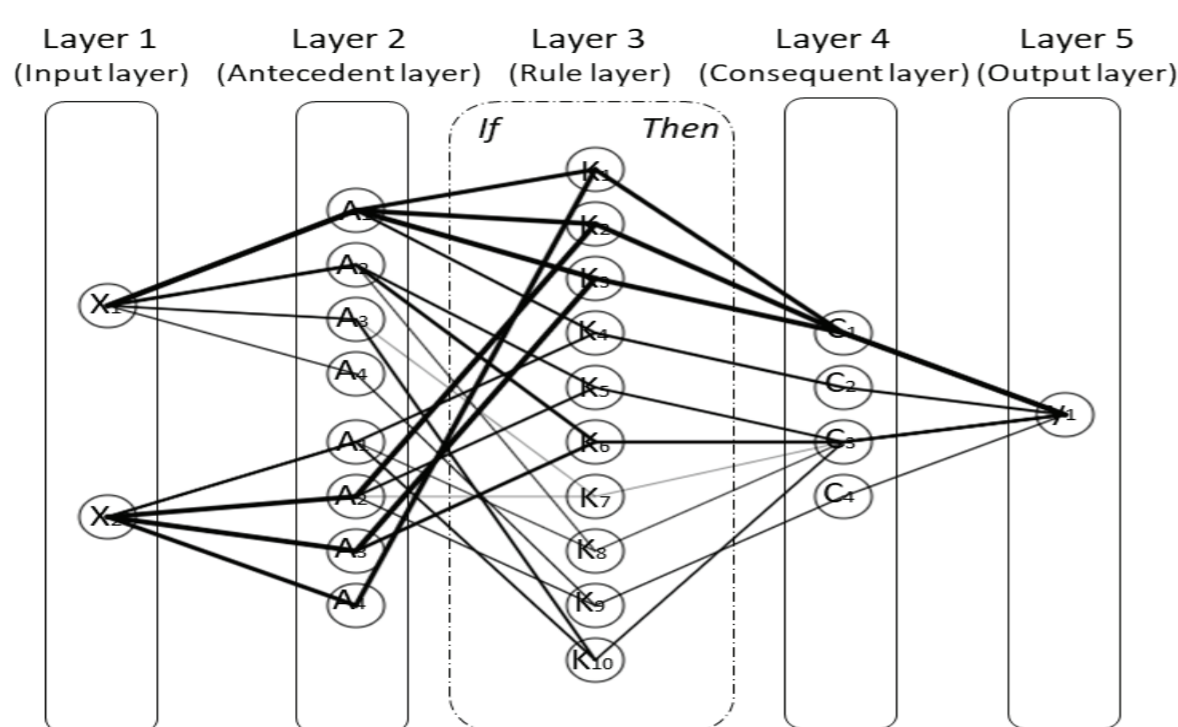 Layer 1
(Input layer)
Layer 2
(Antecedent layer)
Layer 3
(Rule layer)
Layer 4
(Consequent layer)
Layer 5
(Output layer)
If
Then
X1
X2
A1
A2
A3
A4
A1
A2
A3
A4
K1
K2
K3
K4
K5
K6
K7
K8
K9
K10
C1
C2
C3
C4
y1